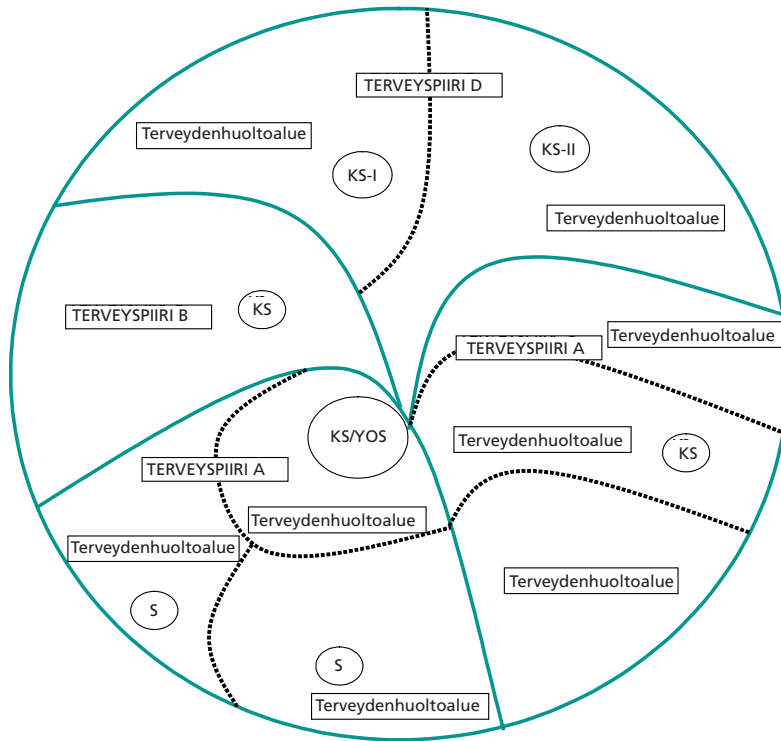 TERVEYSPIIRI D
Terveydenhuoltoalue
KS-II
KS-I
Terveydenhuoltoalue
KS
TERVEYSPIIRI B
Terveydenhuoltoalue
TERVEYSPIIRI A
KS/YOS
Terveydenhuoltoalue
KS
TERVEYSPIIRI A
Terveydenhuoltoalue
Terveydenhuoltoalue
Terveydenhuoltoalue
S
S
Terveydenhuoltoalue